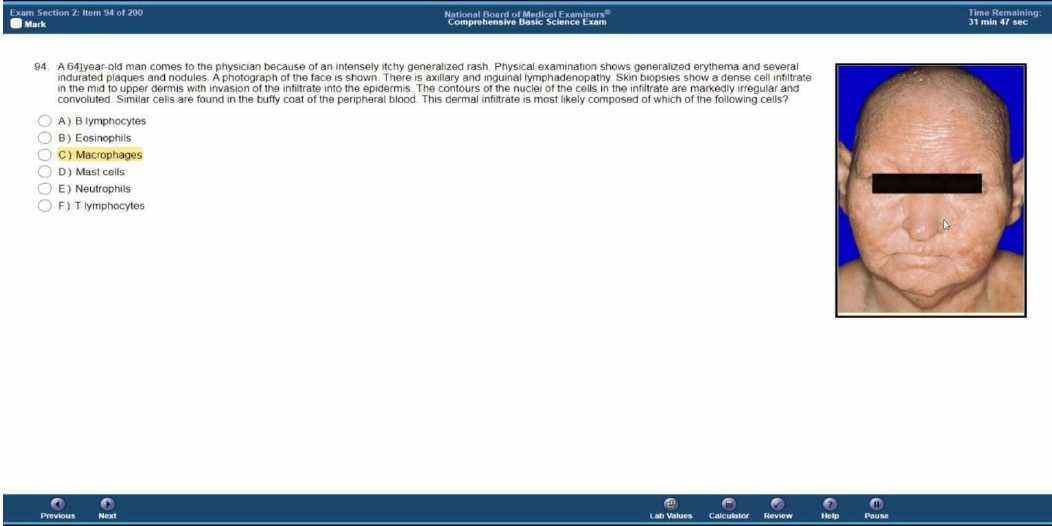 Exam Section 2: Item 94 of 200
Mark
National Board of Medical Examiners®
Comprehensive Basic Science Exam
Time Remaining:
31 min 47 sec
94. A 64]year-old man comes to the physician because of an intensely itchy generalized rash. Physical examination shows generalized erythema and several
indurated plaques and nodules. A photograph of the face is shown. There is axillary and inguinal lymphadenopathy. Skin biopsies show a dense cell infiltrate
in the mid to upper dermis with invasion of the infiltrate into the epidermis. The contours of the nuclei of the cells in the infiltrate are markedly irregular and
convoluted. Similar cells are found in the buffy coat of the peripheral blood. This dermal infiltrate is most likely composed of which of the following cells?
A) B lymphocytes
B) Eosinophils
C) Macrophages
D) Mast cells
E) Neutrophils
F) T lymphocytes
Previous
Next
Lab Values
Calculator
Review
Help
Pause